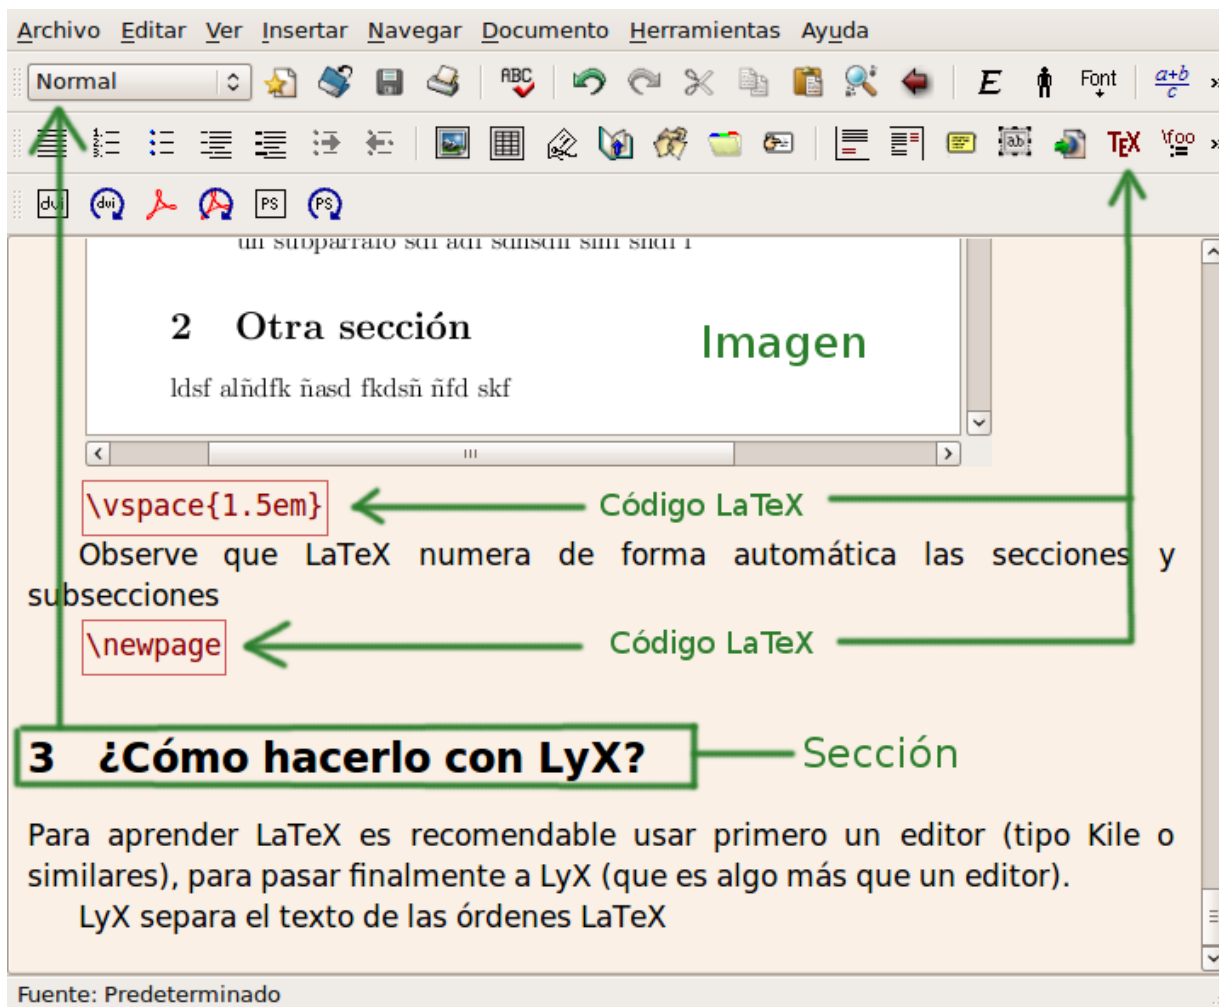 Archivo Editar Ver Insertar Navegar Documento Herramientas Ayuda
Normal ABC E Font a+b c »
TEX \foo »
dvi dvi PS PS
un subpárrafo
2 Otra sección
Imagen
ldsf alñdfk ñasd fkdsñ ñfd skf
\vspace{1.5em} Código LaTeX
Observe que LaTeX numera de forma automática las secciones y
subsecciones
\newpage Código LaTeX
3 ¿Cómo hacerlo con LyX? Sección
Para aprender LaTeX es recomendable usar primero un editor (tipo Kile o
similares), para pasar finalmente a LyX (que es algo más que un editor).
LyX separa el texto de las órdenes LaTeX
Fuente: Predeterminado